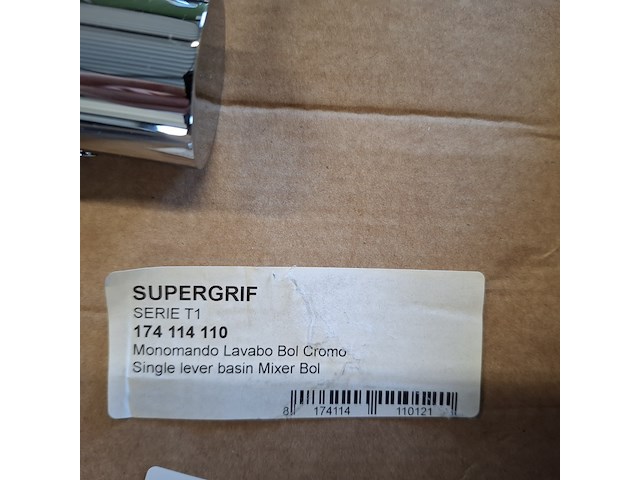 SUPERGRIF
SERIE T1
174 114 110
Monomando Lavabo Bol Cromo
Single lever basin Mixer Bol
8 174114 110121